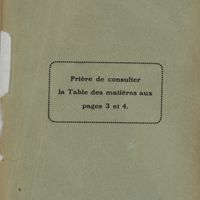 Prière de consulter
la Table des matières aux
pages 3 et 4.